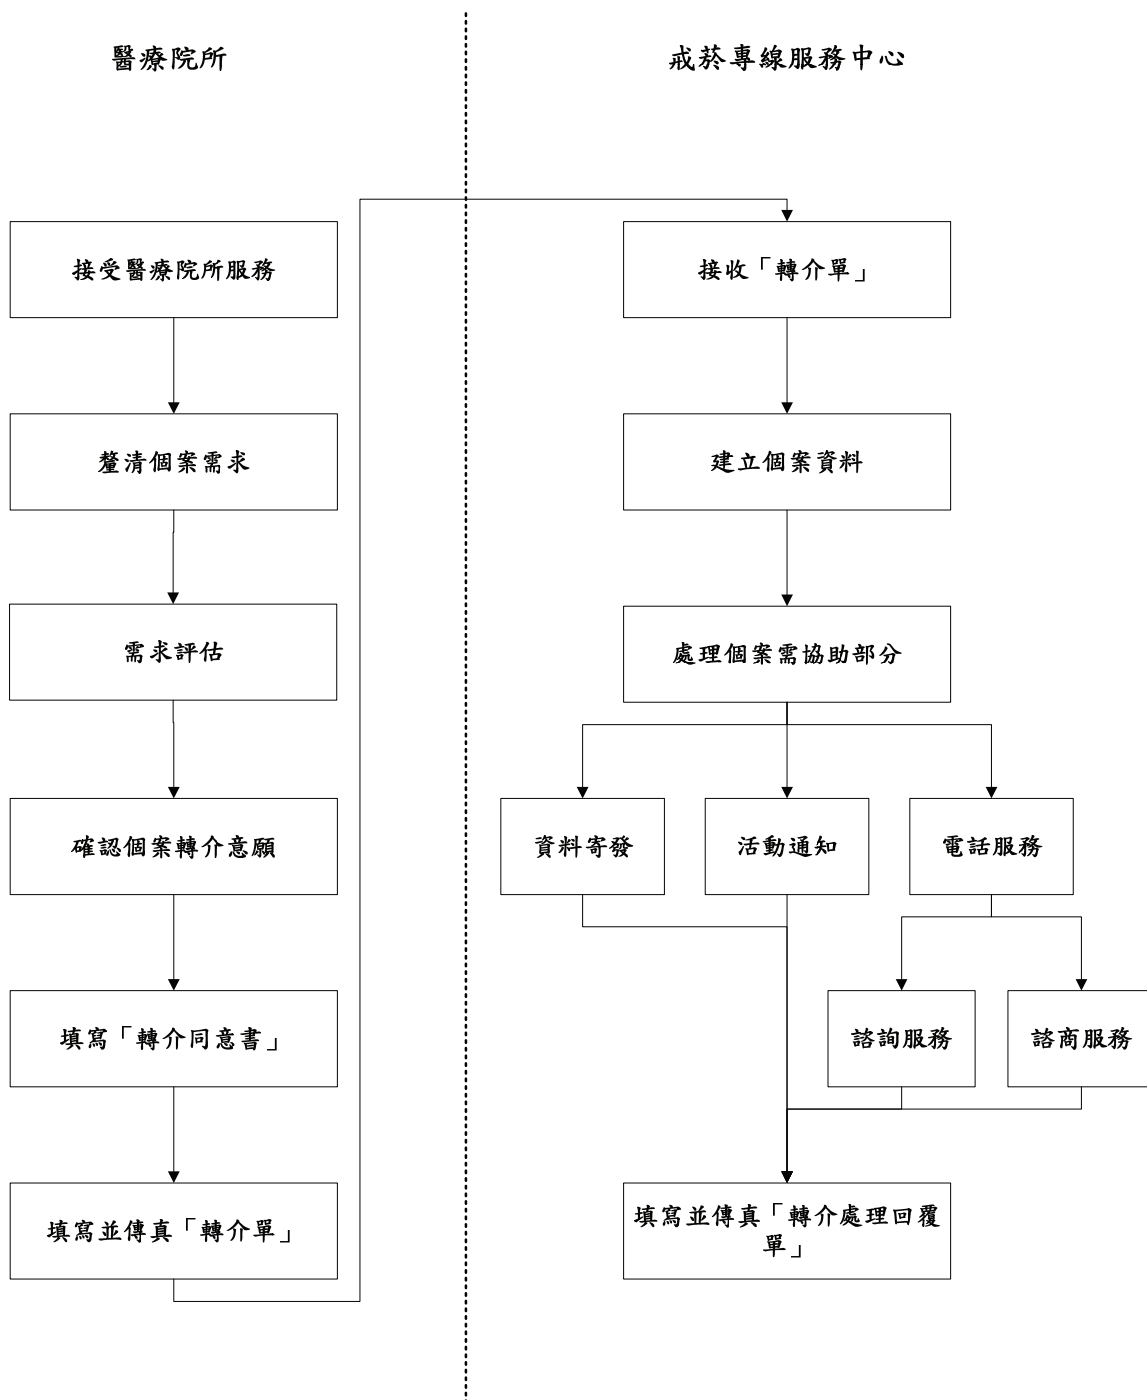 醫療院所
戒菸專線服務中心
接受醫療院所服務
釐清個案需求
需求評估
確認個案轉介意願
填寫「轉介同意書」
填寫並傳真「轉介單」
接收「轉介單」
建立個案資料
處理個案需協助部分
資料寄發
活動通知
電話服務
諮詢服務
諮商服務
填寫並傳真「轉介處理回覆
單」